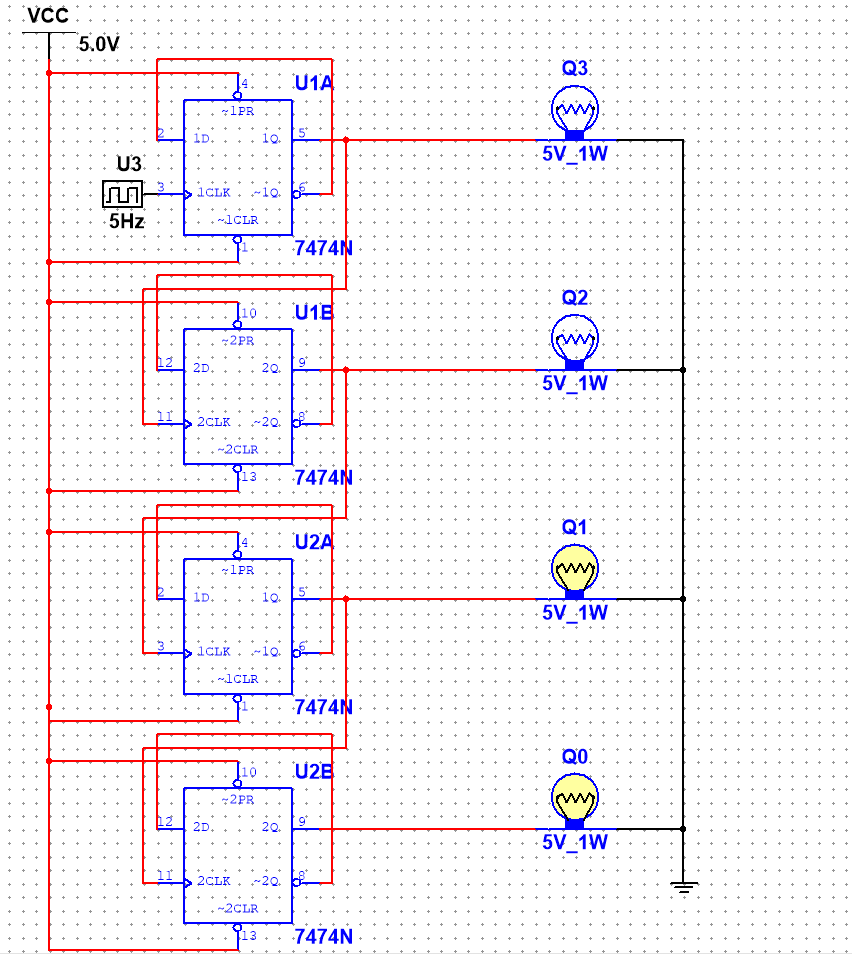 VCC
5.0V
Q3
4
U1A
~1PR
2
1D
1Q
5
5V_1W
U3
3
1CLK
~1Q
6
5Hz
~1CLR
1
7474N
Q2
10
U1B
~2PR
12
2D
2Q
9
5V_1W
11
2CLK
~2Q
8
~2CLR
13
7474N
Q1
4
U2A
~1PR
2
1D
1Q
5
5V_1W
3
1CLK
~1Q
6
~1CLR
1
7474N
Q0
10
U2B
~2PR
12
2D
2Q
9
5V_1W
11
2CLK
~2Q
8
~2CLR
13
7474N